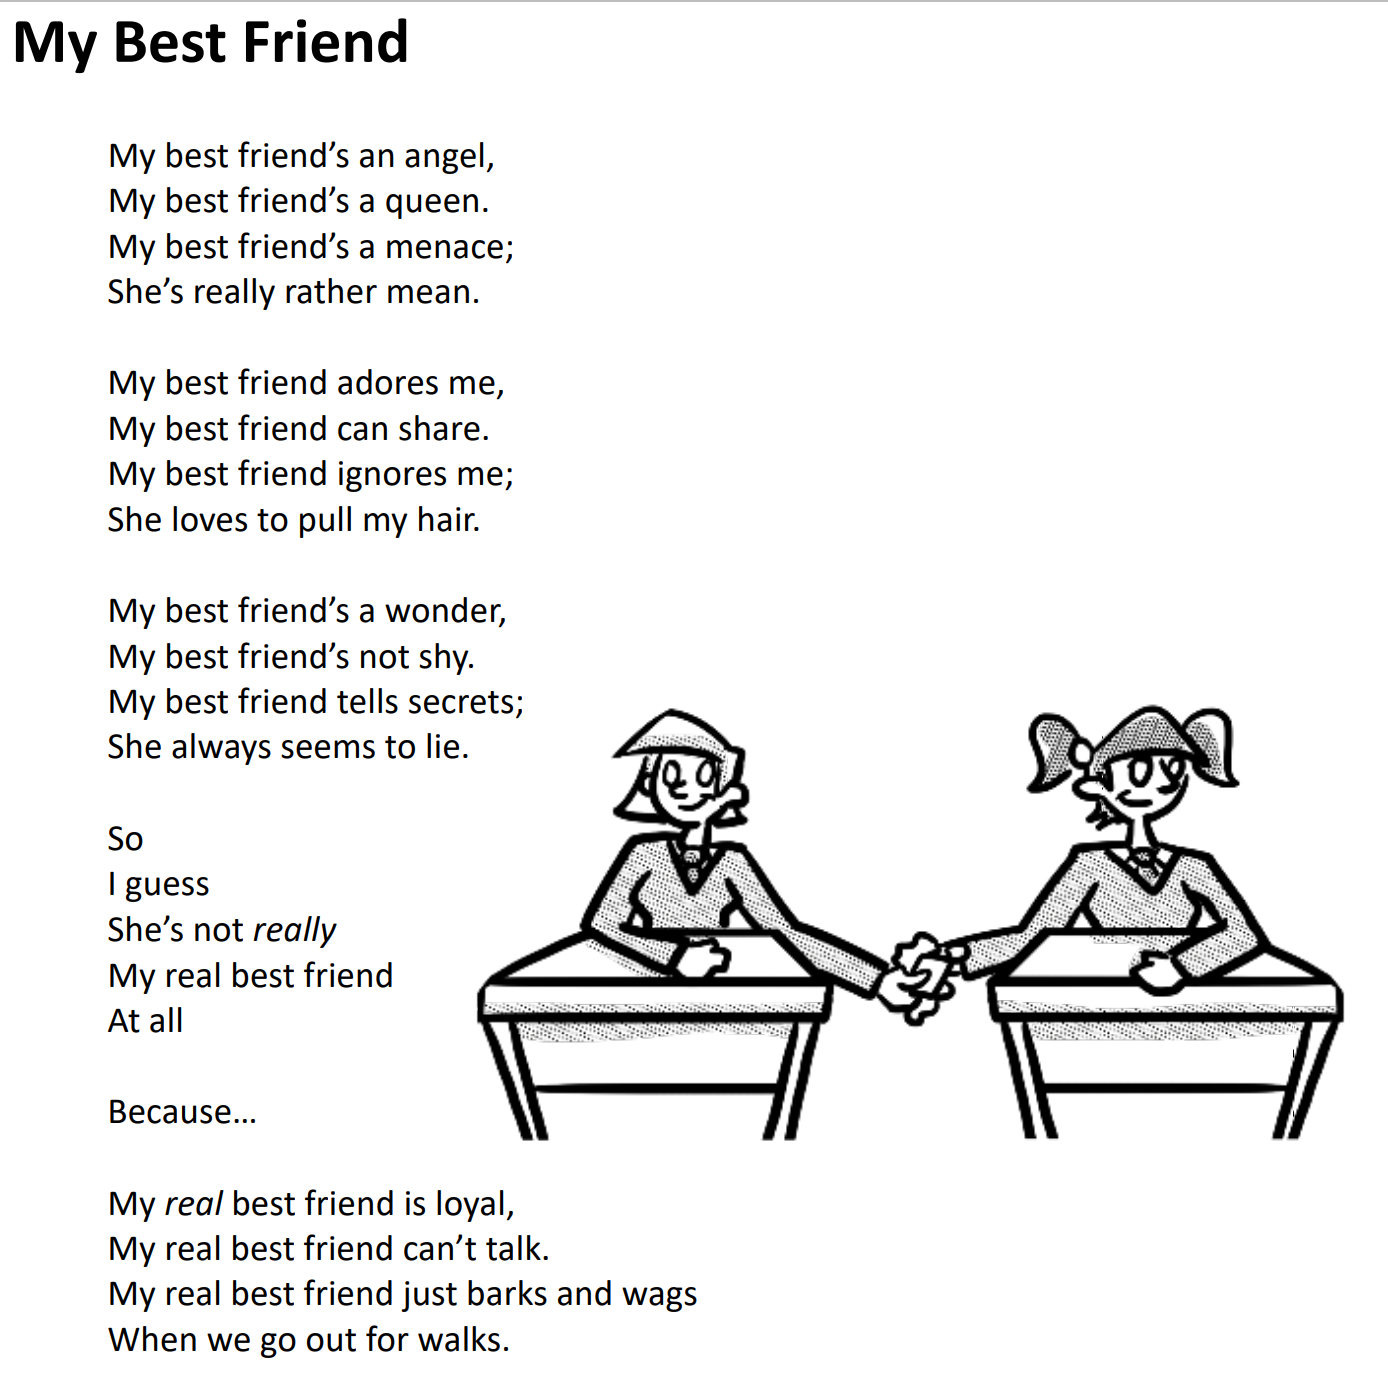 My Best Friend
My best friend’s an angel,
My best friend’s a queen.
My best friend’s a menace;
She’s really rather mean.
My best friend adores me,
My best friend can share.
My best friend ignores me;
She loves to pull my hair.
My best friend’s a wonder,
My best friend’s not shy.
My best friend tells secrets;
She always seems to lie.
So
I guess
She’s not really
My real best friend
At all
Because…
My real best friend is loyal,
My real best friend can’t talk.
My real best friend just barks and wags
When we go out for walks.